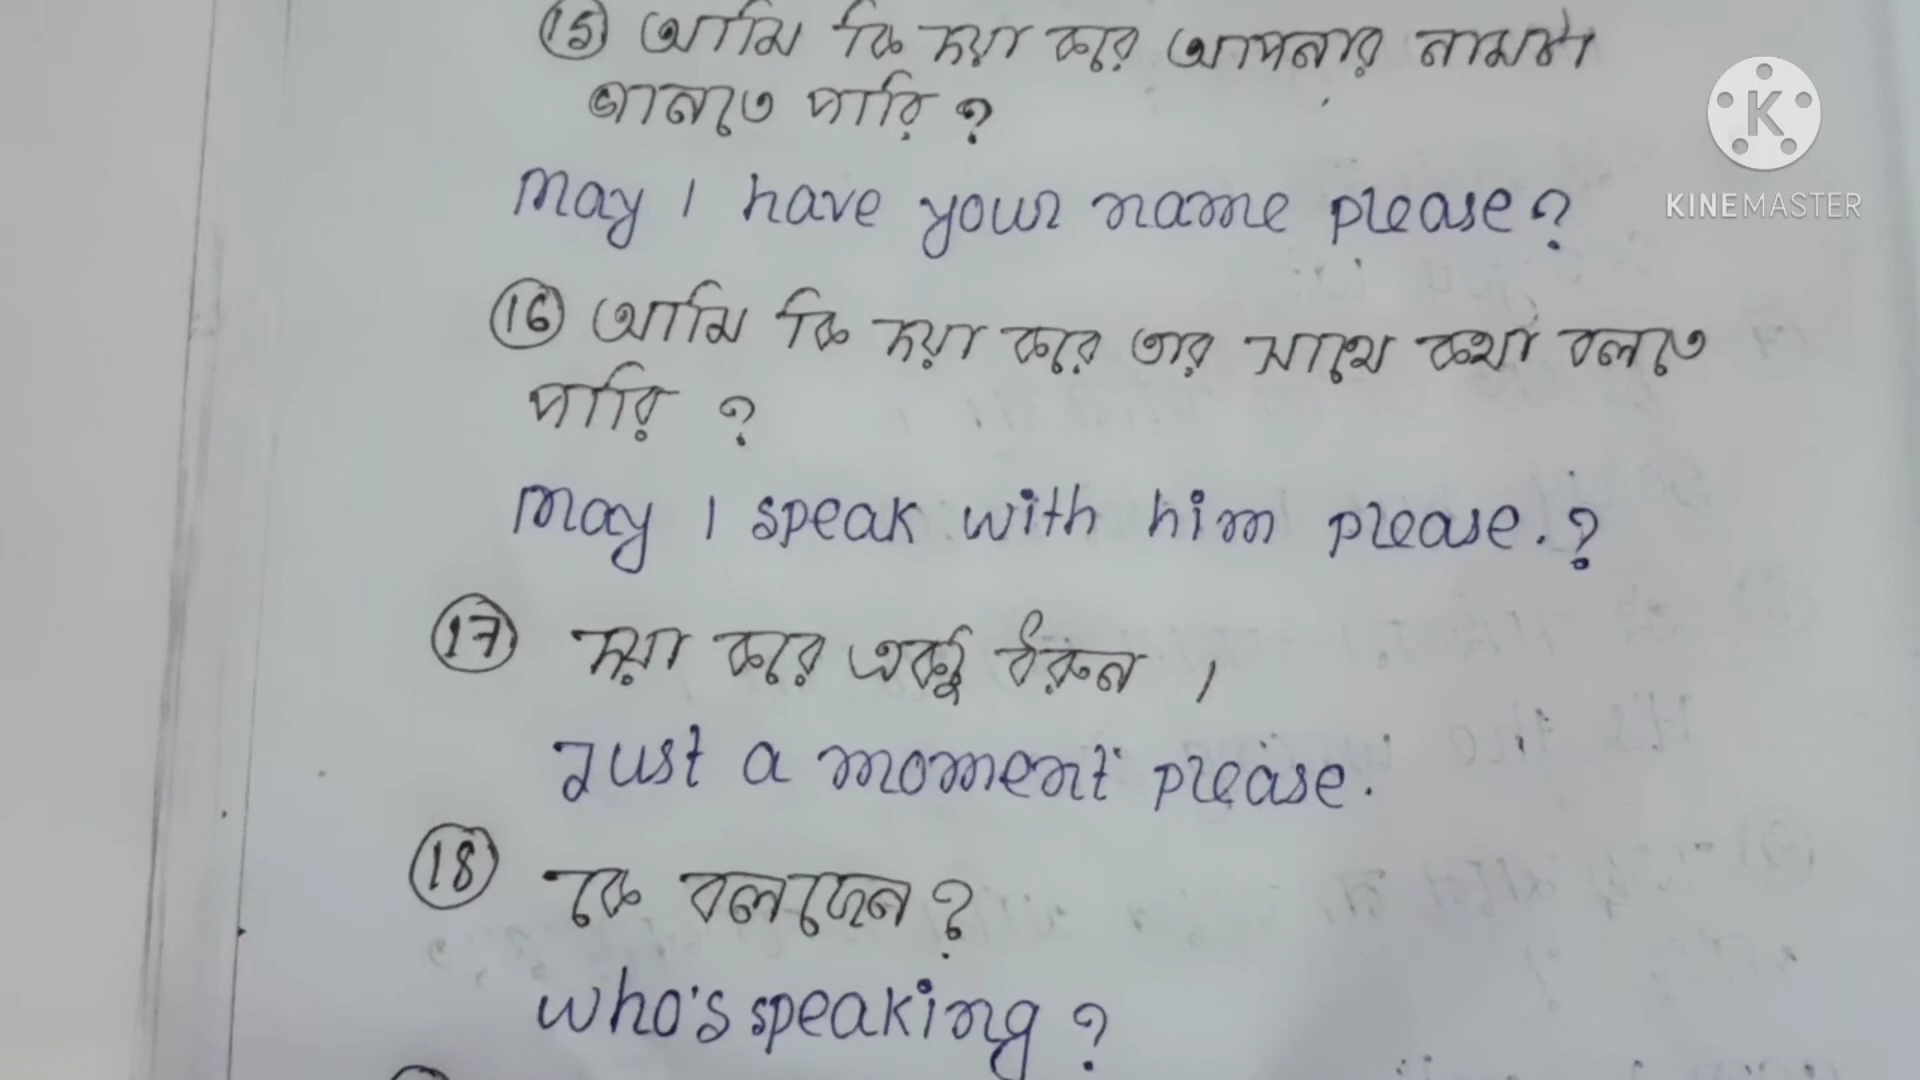 15 আমি কি দয়া করে আপনার নামটা
জানতে পারি ?
May I have your name please?
16 আমি কি দয়া করে তার সাথে কথা বলতে
পারি ?
May I speak with him please.?
17 দয়া করে একটু ধরুন ।
Just a moment please.
18 কে বলছেন ?
Who's speaking ?
K
KINEMASTER